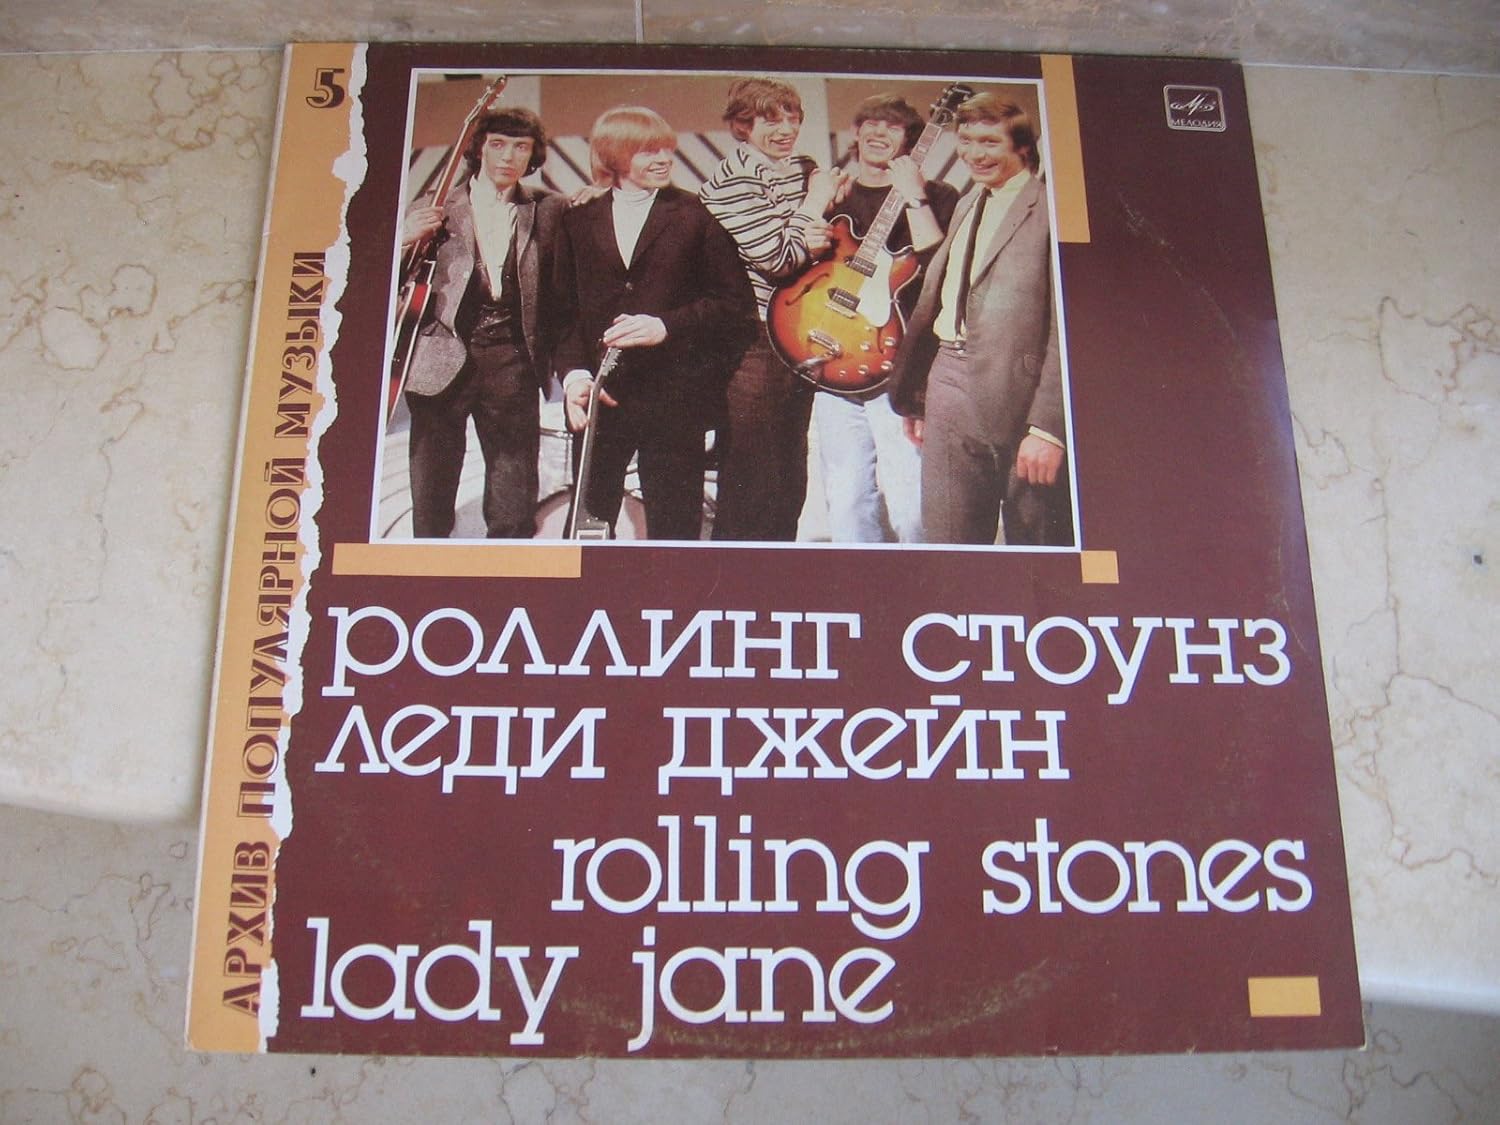 5
АРХИВ ПОПУЛЯРНОЙ МУЗЫКИ
МЕЛОДИЯ
РОЛЛИНГ СТОУНЗ
ЛЕДИ ДЖЕЙН
rolling stones
lady jane